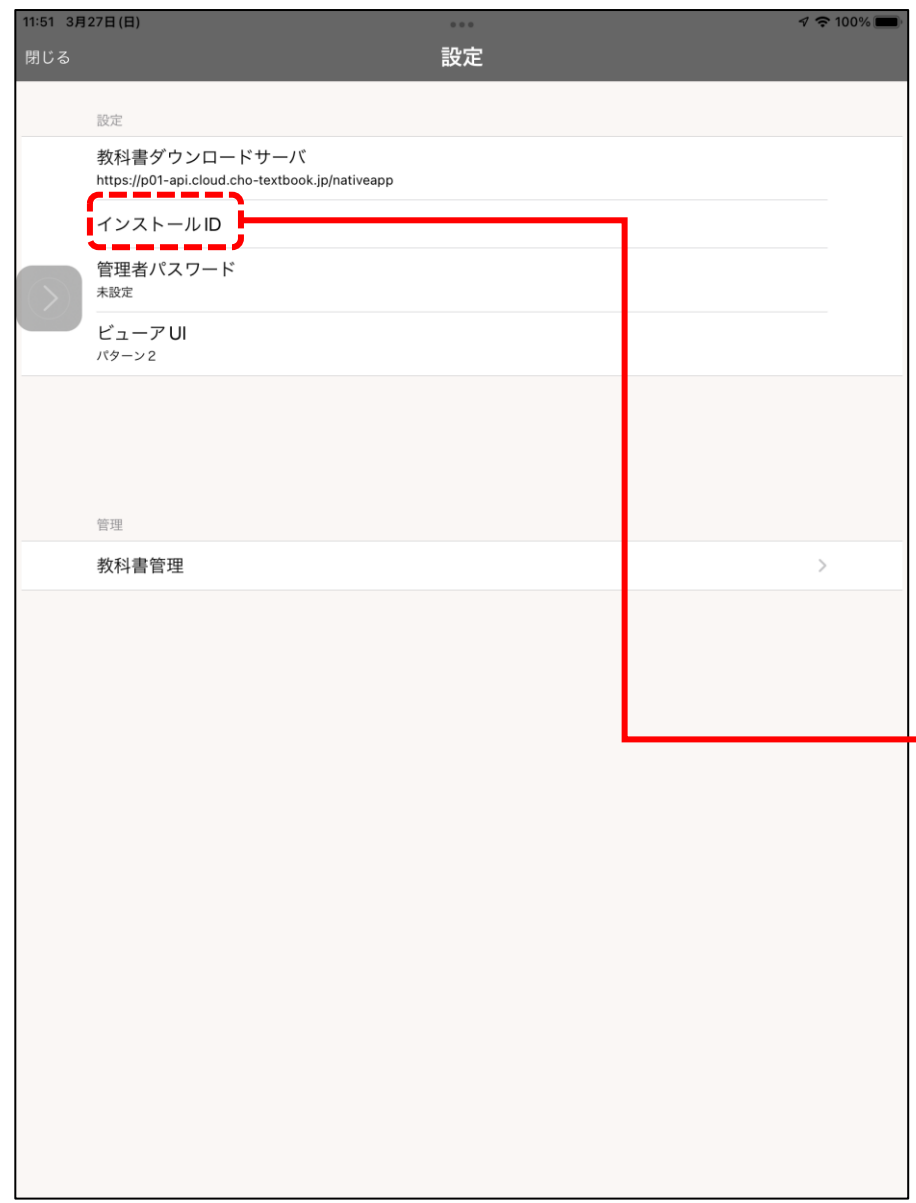 11:51 3月27日(日)
100%
閉じる
設定
設定
教科書ダウンロードサーバ
https://p01-api.cloud.cho-textbook.jp/nativeapp
インストールID
管理者パスワード
未設定
ビューアUI
パターン2
管理
教科書管理